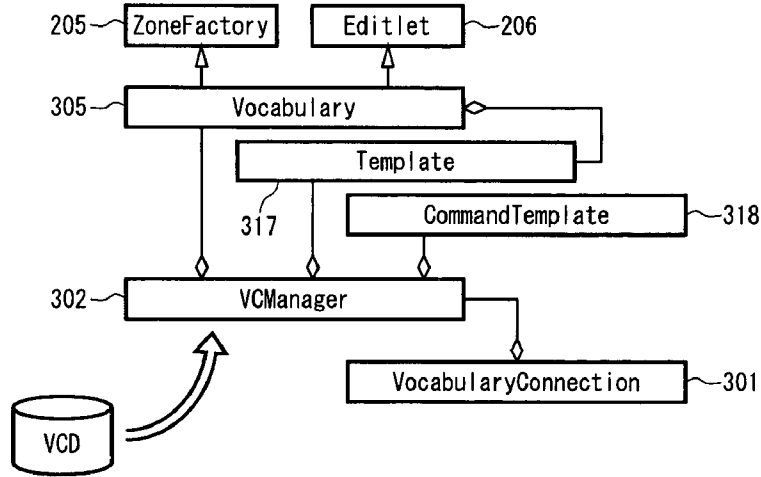 205 ZoneFactory Editlet 206
305 Vocabulary
Template
317
CommandTemplate 318
302 VCManager
VocabularyConnection 301
VCD